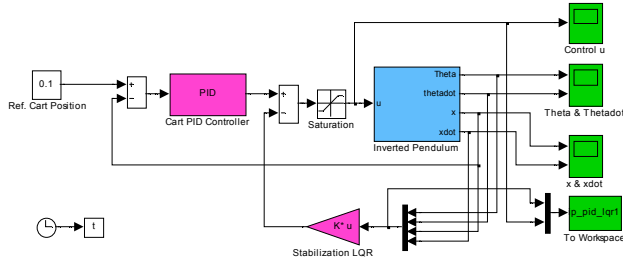 Control u
0.1
Ref. Cart Position
+
−
PID
Cart PID Controller
+
−
Saturation
u
Theta
thetadot
x
xdot
Inverted Pendulum
Theta & Thetadot
x & xdot
t
K* u
Stabilization LQR
p_pid_lqr1
To Workspace